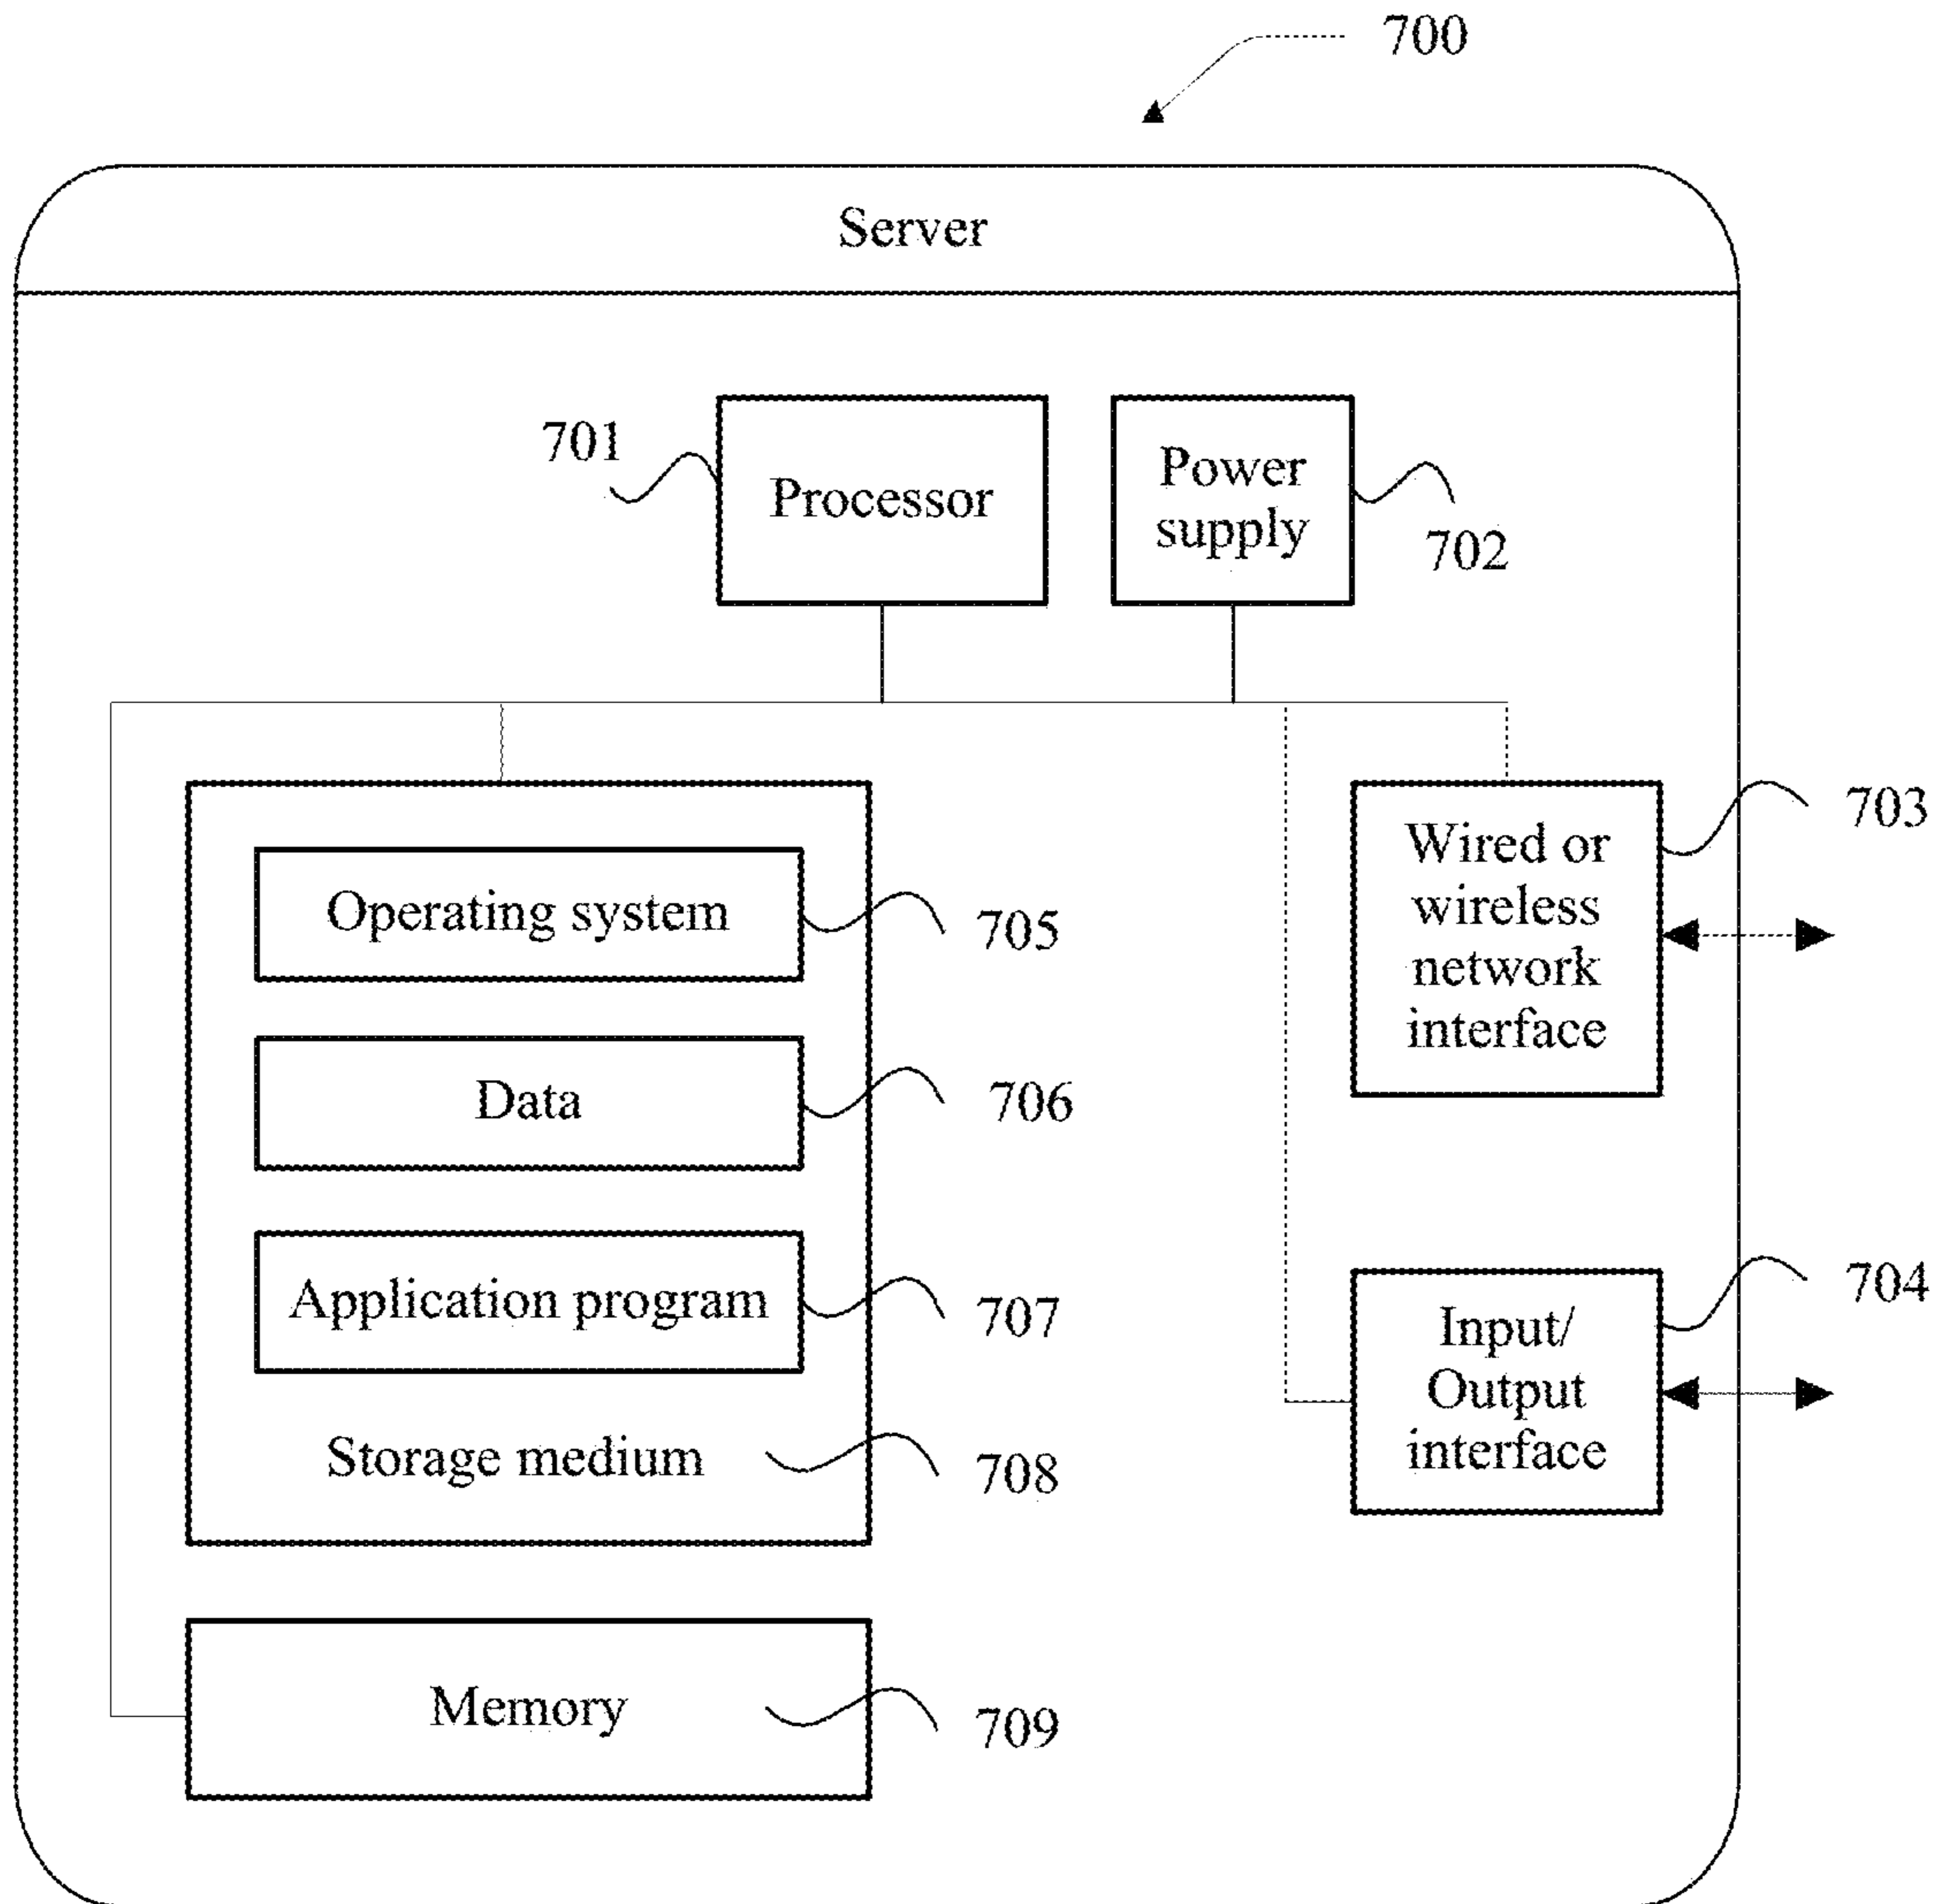 700
Server
701
Processor
Power
supply
702
703
Wired or
wireless
network
interface
Operating system
705
Data
706
Application program
707
704
Input/
Output
interface
Storage medium
708
Memory
709